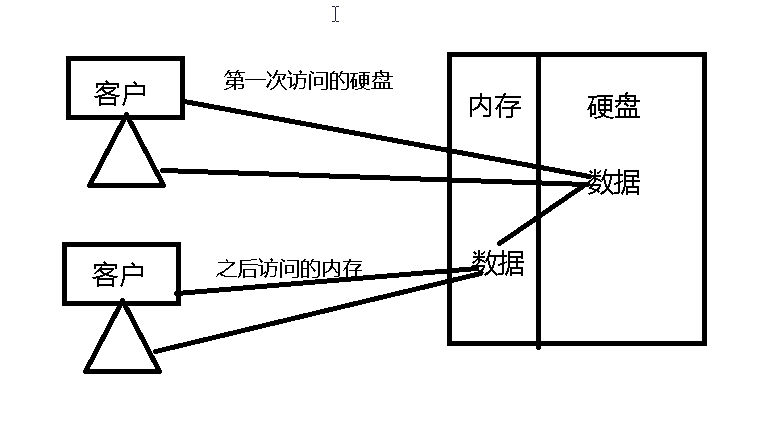 客户
第一次访问的硬盘
内存
硬盘
数据
客户
之后访问的内存
数据